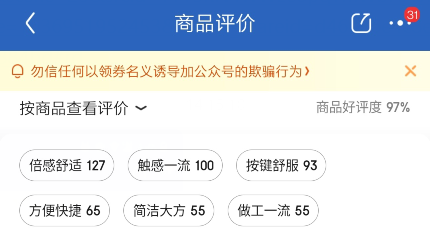 商品评价
31
勿信任何以领券名义诱导加公众号的欺骗行为
按商品查看评价 商品好评度 97%
倍感舒适 127 触感一流 100 按键舒服 93
方便快捷 65 简洁大方 55 做工一流 55